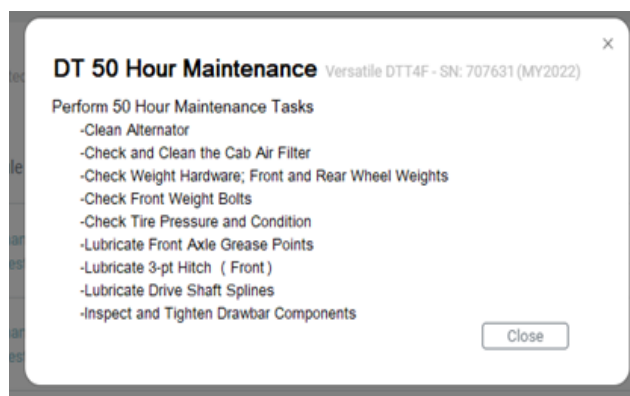 ×
DT 50 Hour Maintenance Versatile DTT4F - SN: 707631 (MY2022)
Perform 50 Hour Maintenance Tasks
-Clean Alternator
-Check and Clean the Cab Air Filter
-Check Weight Hardware; Front and Rear Wheel Weights
-Check Front Weight Bolts
-Check Tire Pressure and Condition
-Lubricate Front Axle Grease Points
-Lubricate 3-pt Hitch ( Front )
-Lubricate Drive Shaft Splines
-Inspect and Tighten Drawbar Components
Close